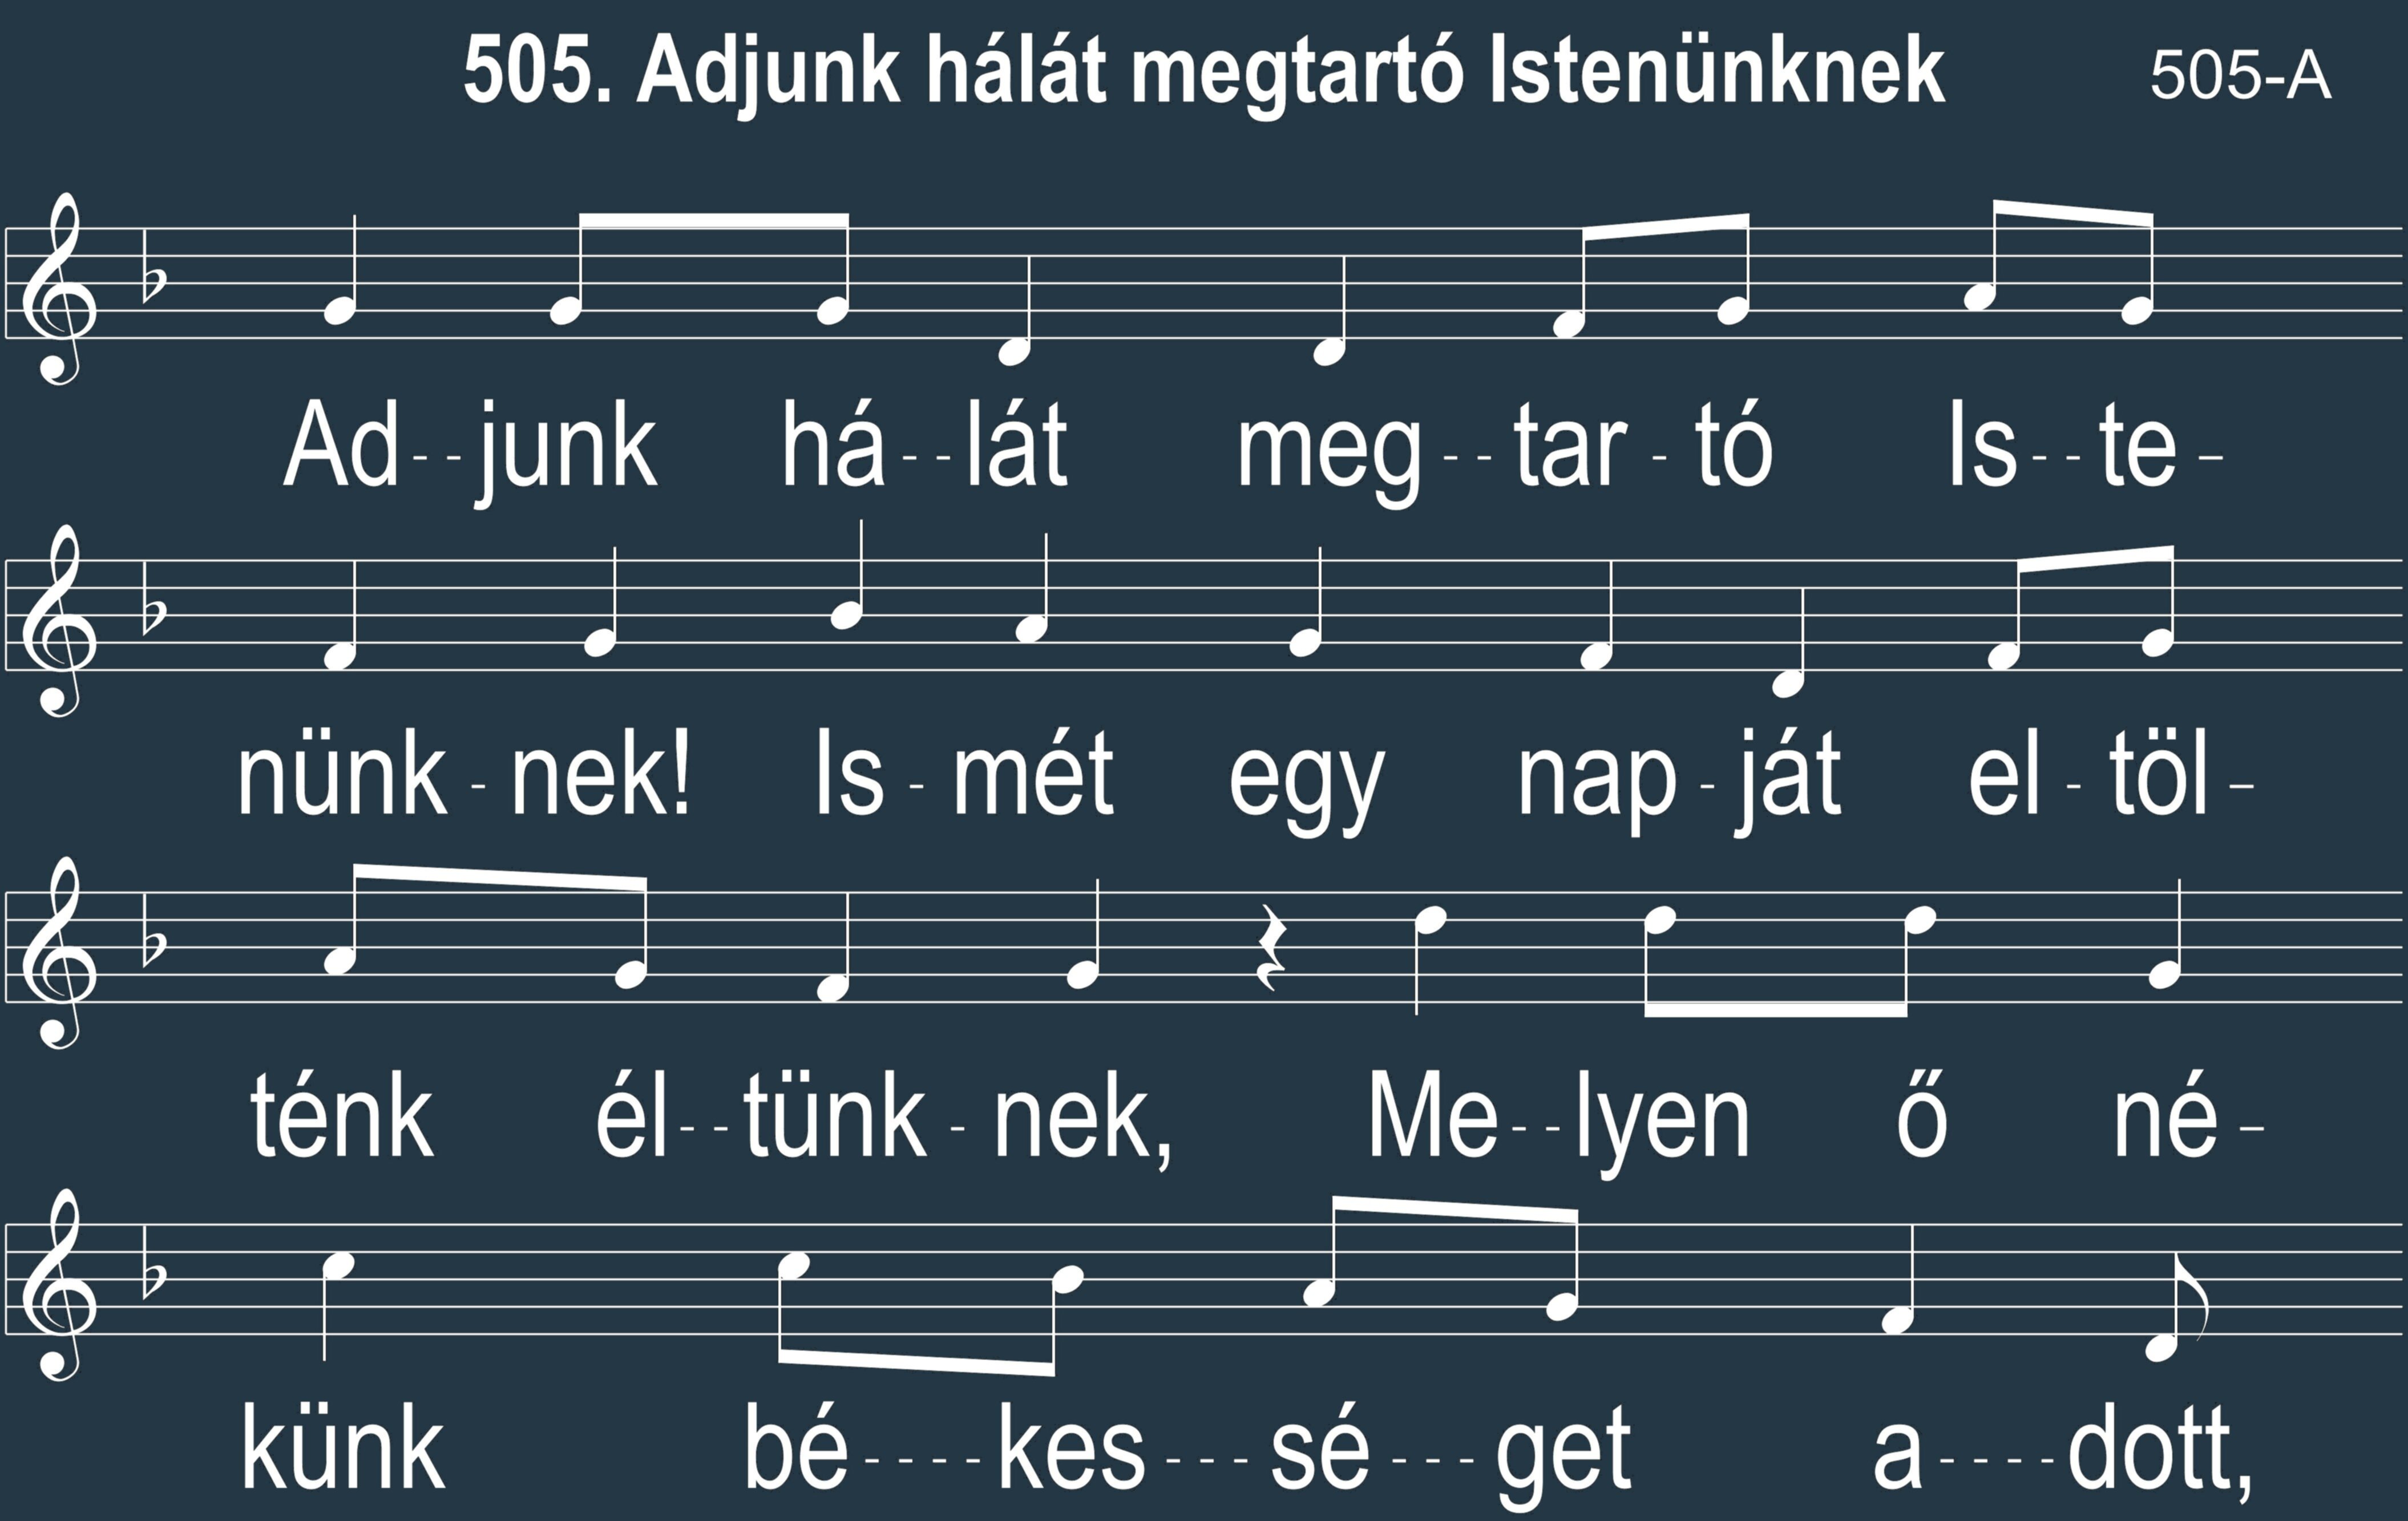 505. Adjunk hálát megtartó Istenünknek 505-A
Ad--junk há--lát meg--tar-tó Is--te-
nünk-nek! Is-mét egy nap-ját el-töl-
ténk él--tünk-nek, Me--lyen ő né-
künk bé----kes---sé---get a----dott,